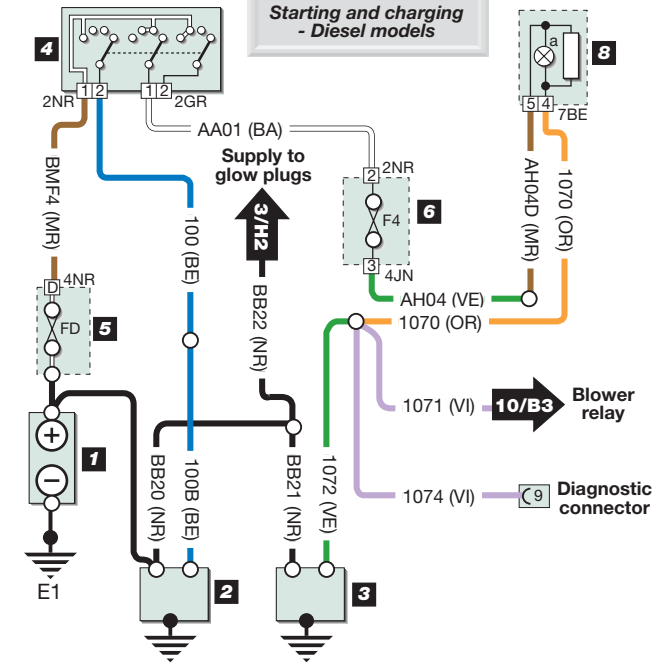 Starting and charging
- Diesel models
4
1 2
2NR
1 2
2GR
a
8
5 4
7BE
AA01 (BA)
Supply to
glow plugs
3/H2
2
2NR
F4
6
3
4JN
BMF4 (MR)
100 (BE)
BB22 (NR)
AH04D (MR)
1070 (OR)
D
4NR
FD
5
AH04 (VE)
1070 (OR)
1071 (VI)
10/B3
Blower
relay
+
−
1
BB20 (NR)
100B (BE)
BB21 (NR)
1072 (VE)
1074 (VI)
9
Diagnostic
connector
E1
2
3